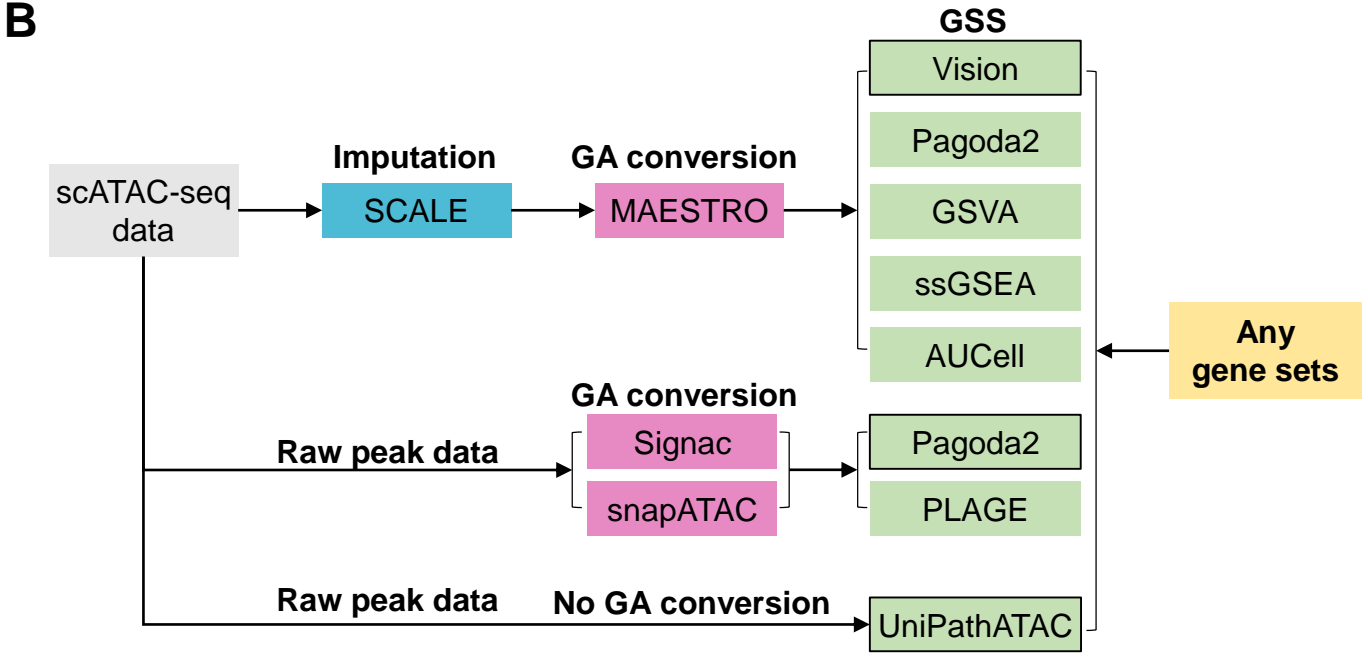 B
GSS
Vision
Pagoda2
Imputation
GA conversion
scATAC-seq
data
SCALE
MAESTRO
GSVA
ssGSEA
AUCell
Any
gene sets
GA conversion
Raw peak data
Signac
snapATAC
Pagoda2
PLAGE
Raw peak data
No GA conversion
UniPathATAC